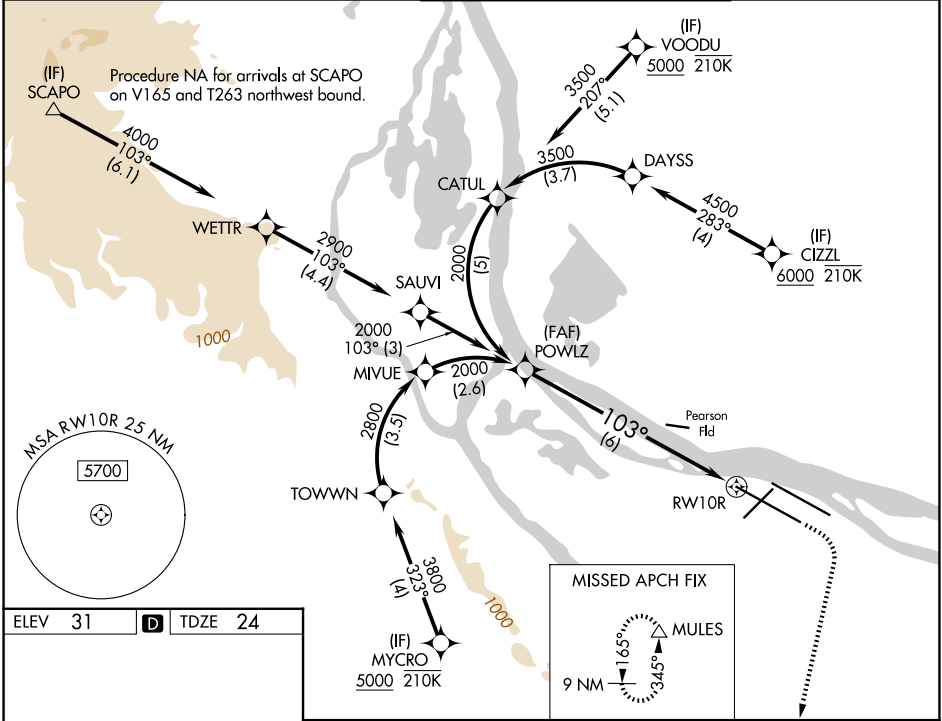 (IF)
SCAPO
Procedure NA for arrivals at SCAPO
on V165 and T263 northwest bound.
(IF)
VOODU
5000 210K
3500
207°
(5.1)
4000
103°
(6.1)
3500
(3.7)
DAYSS
CATUL
4500
283°
(4)
(IF)
CIZZL
6000 210K
WETTR
2900
103°
(4.4)
2000
(5)
SAUVI
2000
103° (3)
(FAF)
POWLZ
1000
MIVUE
2000
(2.6)
103°
(6)
Pearson
Fld
2800
(3.5)
MSA RW10R 25 NM
5700
TOWWN
RW10R
3800
323°
(4)
1000
MISSED APCH FIX
MULES
165°
345°
9 NM
ELEV 31 D TDZE 24
(IF)
MYCRO
5000 210K